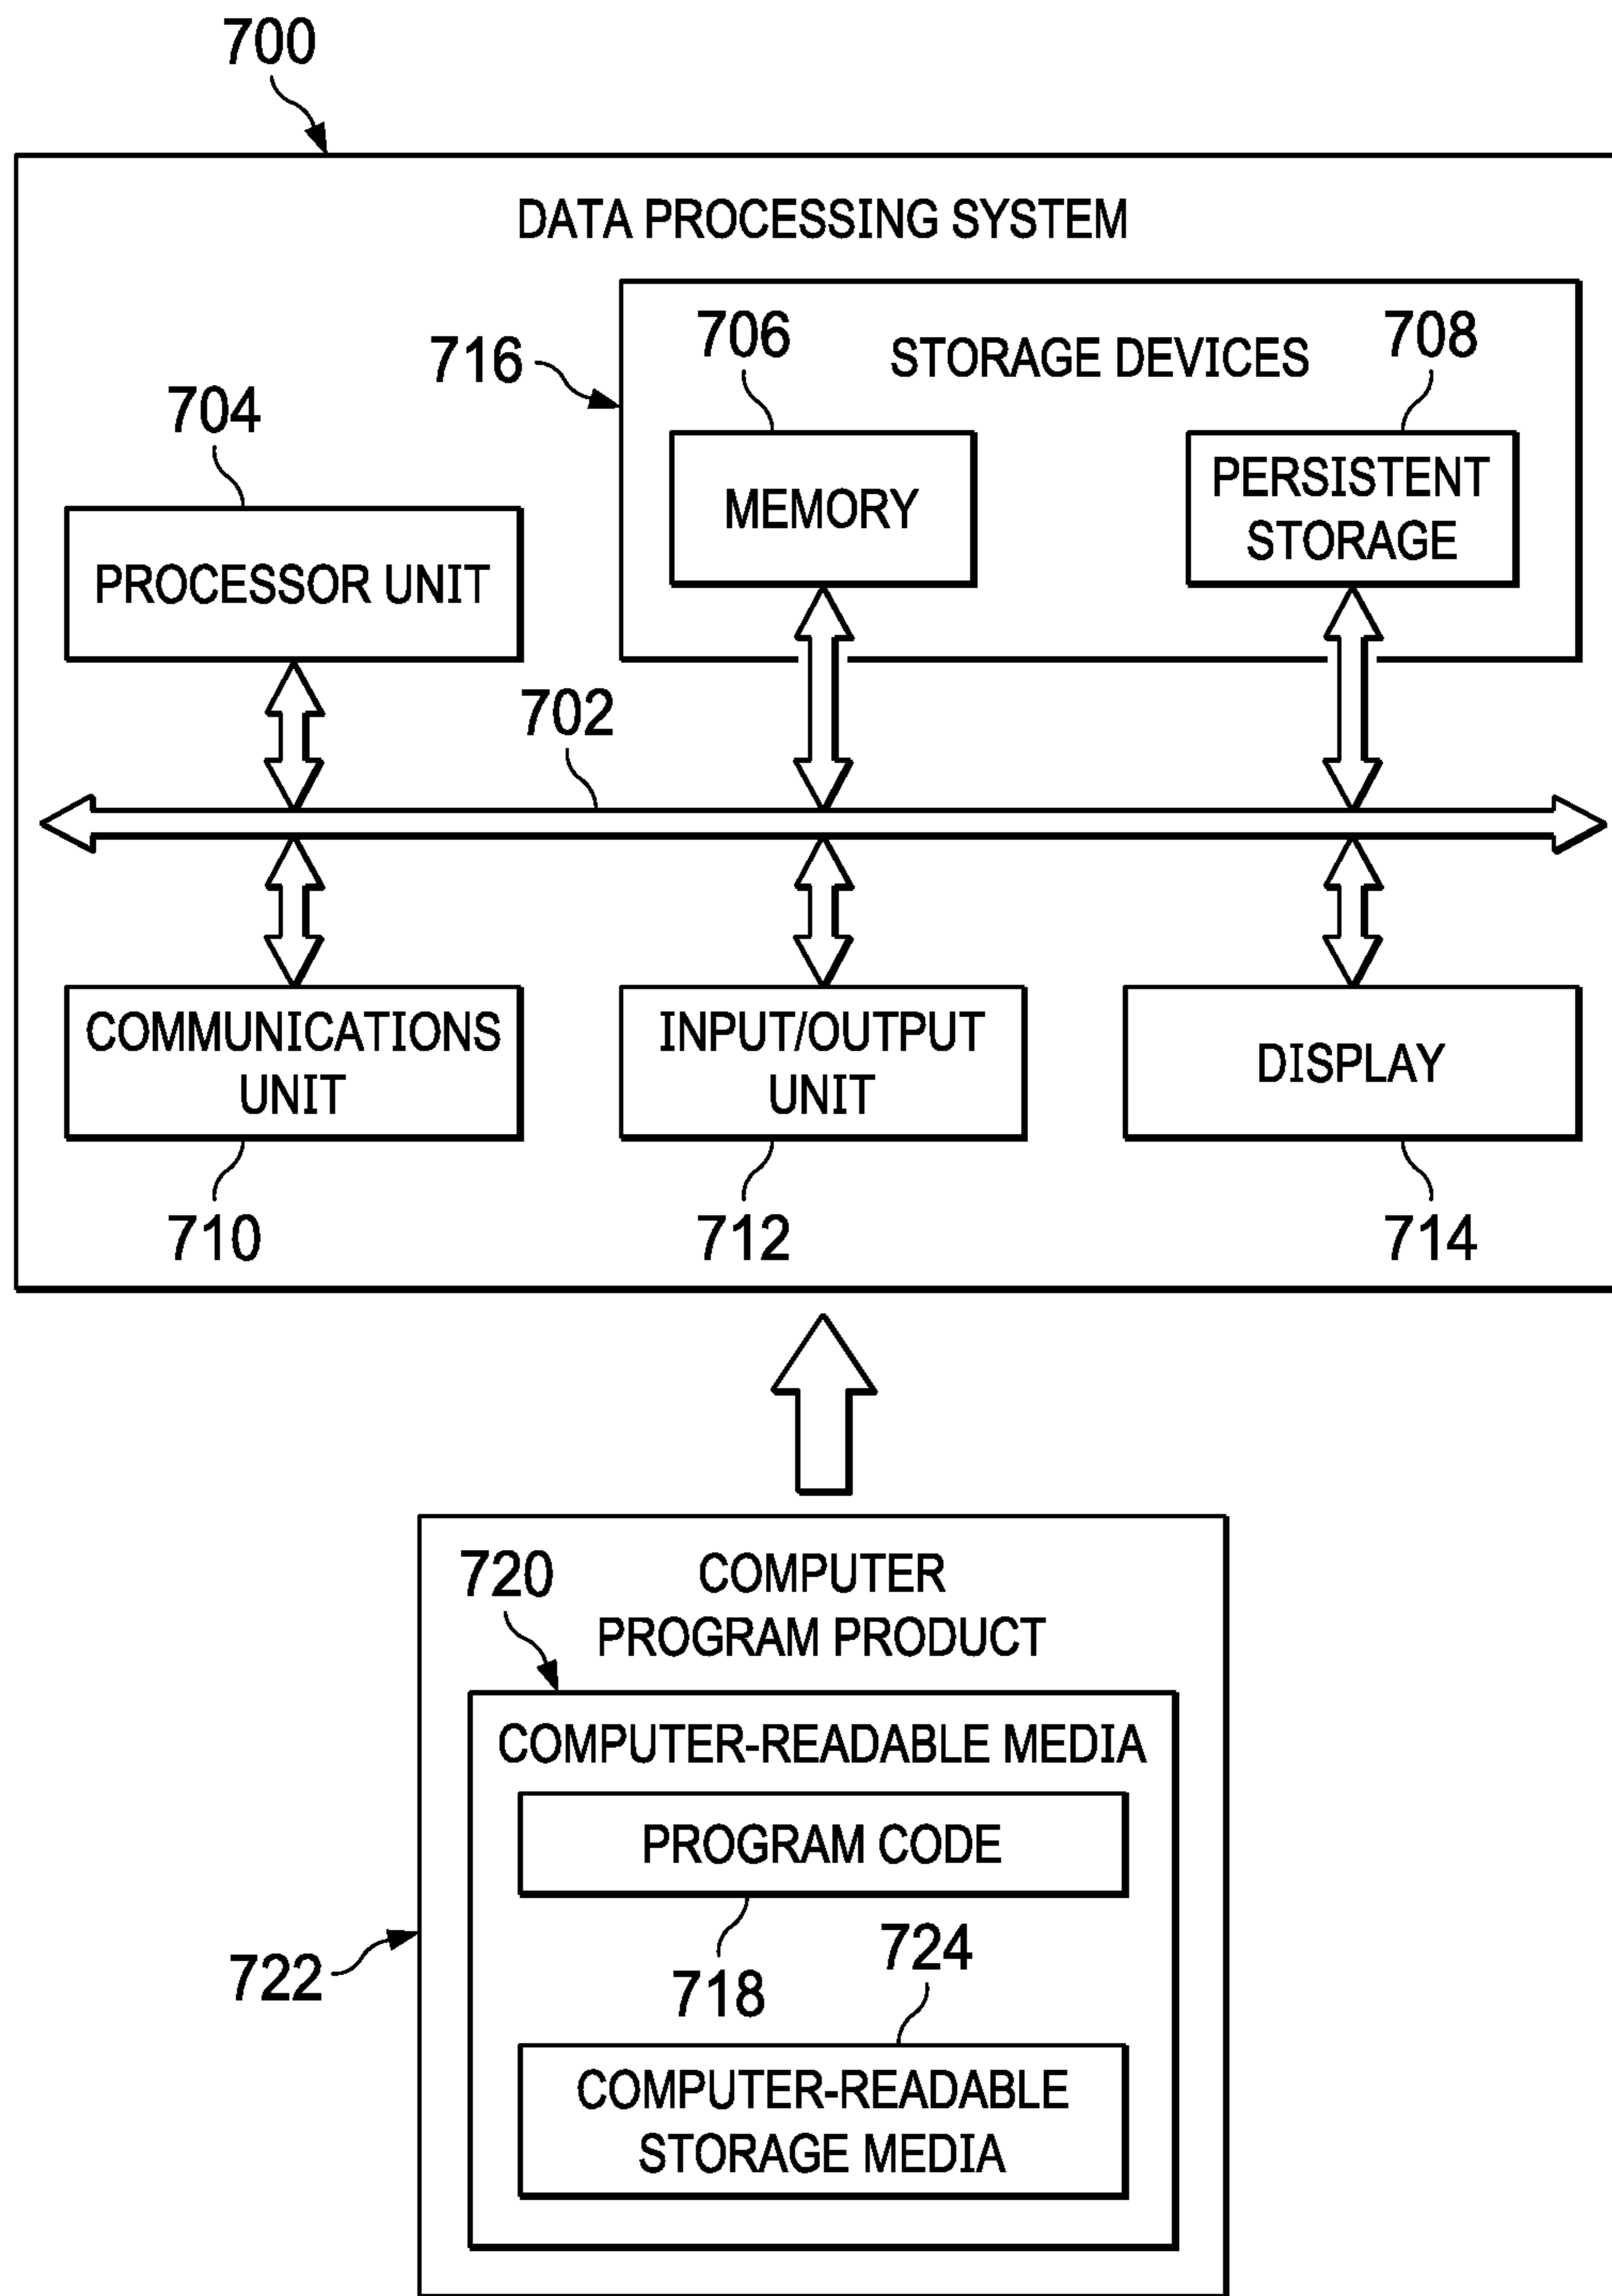 700
DATA PROCESSING SYSTEM
716
706
STORAGE DEVICES
708
704
MEMORY
PERSISTENT
STORAGE
PROCESSOR UNIT
702
COMMUNICATIONS
UNIT
INPUT/OUTPUT
UNIT
DISPLAY
710
712
714
720
COMPUTER
PROGRAM PRODUCT
COMPUTER-READABLE MEDIA
PROGRAM CODE
722
718
724
COMPUTER-READABLE
STORAGE MEDIA